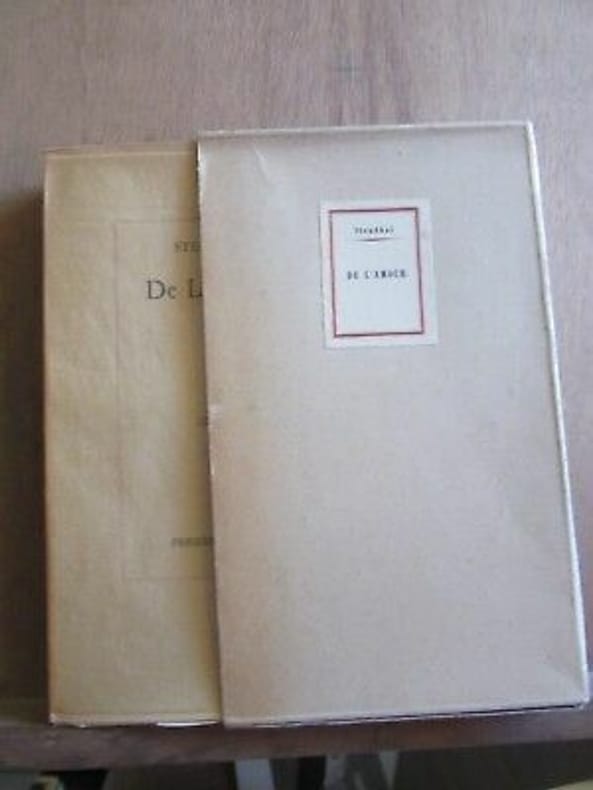 STE
De L
Stendhal
DE L'AMOUR